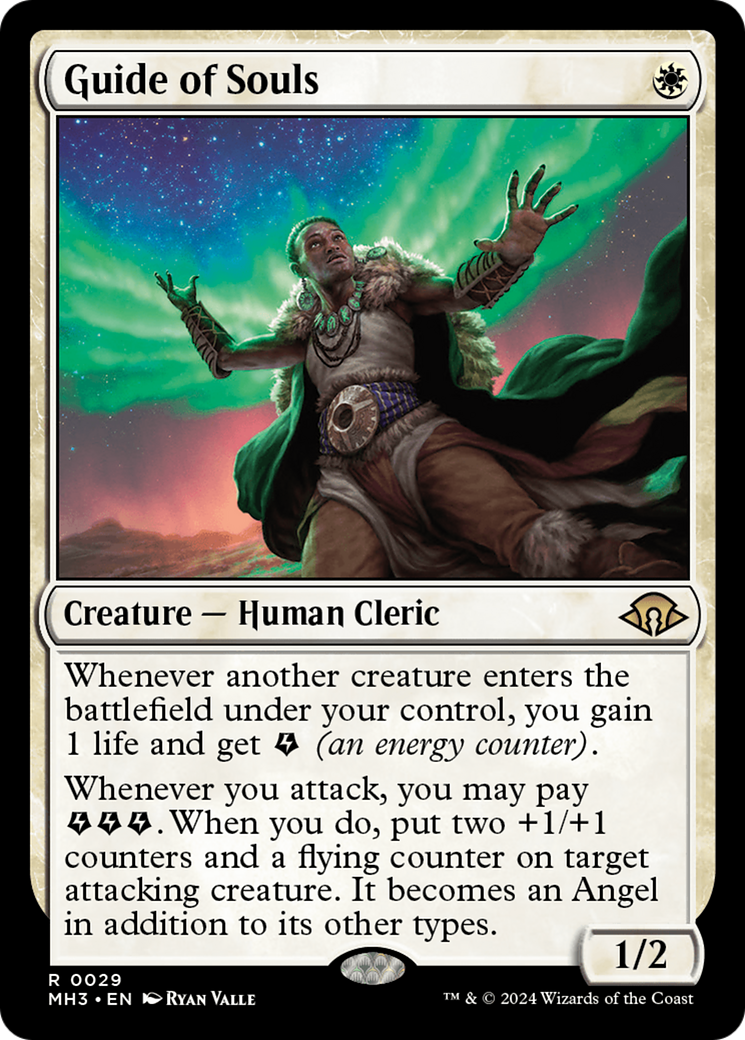 Guide of Souls
Creature — Human Cleric
Whenever another creature enters the
battlefield under your control, you gain
1 life and get (an energy counter).
Whenever you attack, you may pay
. When you do, put two +1/+1
counters and a flying counter on target
attacking creature. It becomes an Angel
in addition to its other types.
1/2
R 0029
MH3 • EN Ryan Valle
™ & © 2024 Wizards of the Coast